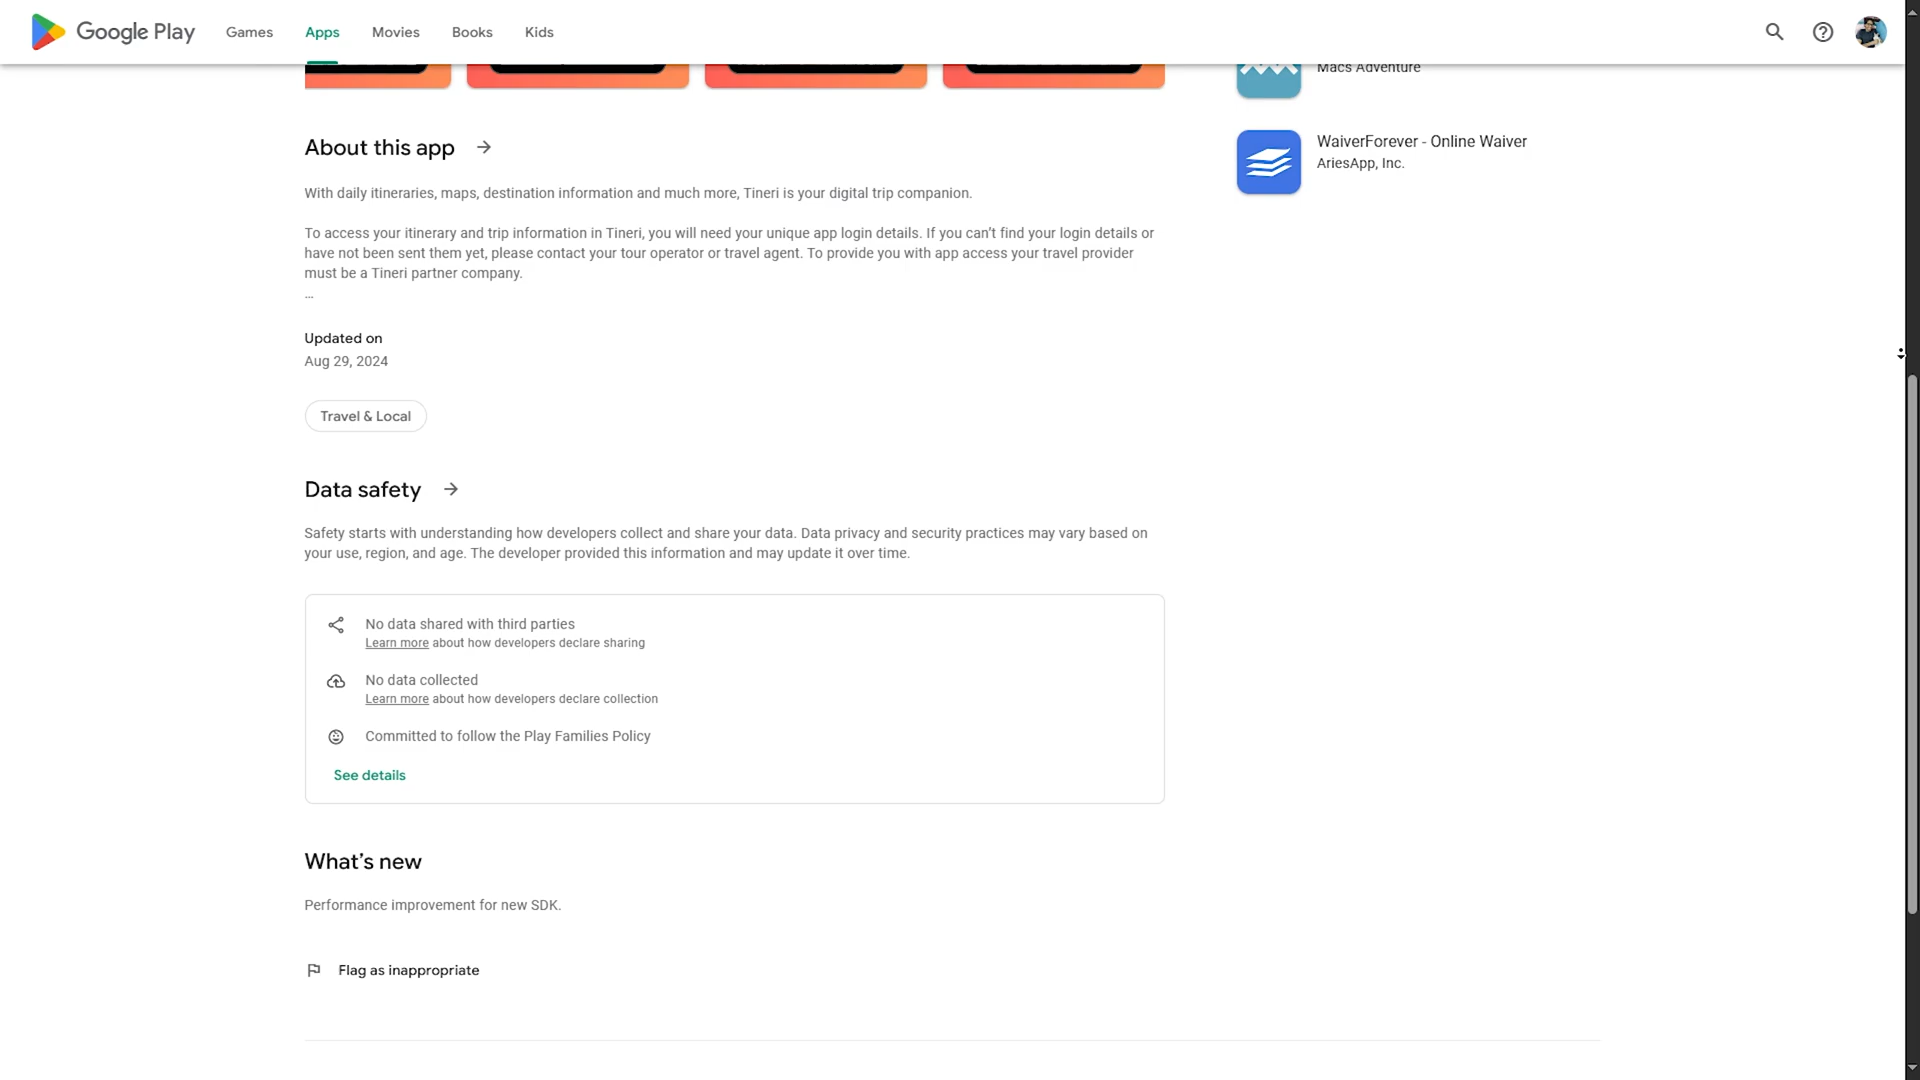 Google Play
Games
Apps
Movies
Books
Kids
Macs Adventure
WaiverForever - Online Waiver
AriesApp, Inc.
About this app
With daily itineraries, maps, destination information and much more, Tineri is your digital trip companion.
To access your itinerary and trip information in Tineri, you will need your unique app login details. If you can’t find your login details or
have not been sent them yet, please contact your tour operator or travel agent. To provide you with app access your travel provider
must be a Tineri partner company.
…
Updated on
Aug 29, 2024
Travel & Local
Data safety
Safety starts with understanding how developers collect and share your data. Data privacy and security practices may vary based on
your use, region, and age. The developer provided this information and may update it over time.
No data shared with third parties
Learn more about how developers declare sharing
No data collected
Learn more about how developers declare collection
Committed to follow the Play Families Policy
See details
What’s new
Performance improvement for new SDK.
Flag as inappropriate